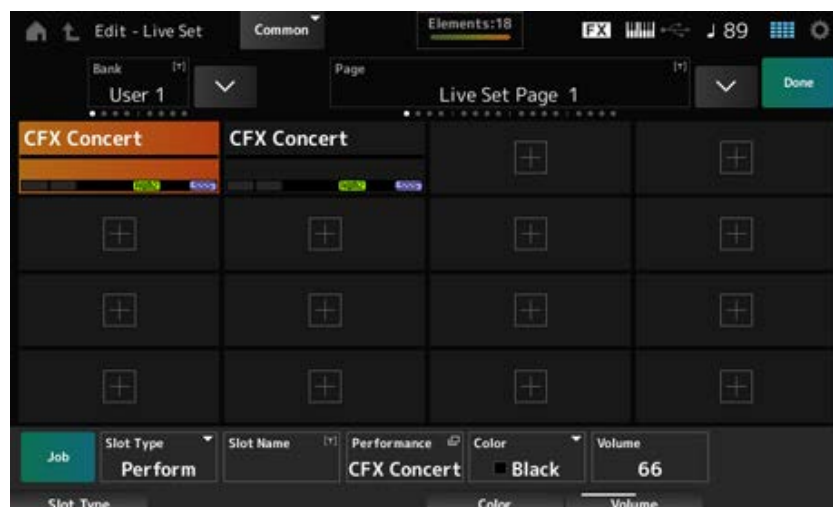 Edit - Live Set
Common
Elements:18
FX
♩ 89
Bank [T]
User 1
Page [T]
Live Set Page 1
Done
CFX Concert
CFX Concert
Job
Slot Type
Perform
Slot Name [T]
Performance
CFX Concert
Color
Black
Volume
66
Slot Type
Color
Volume